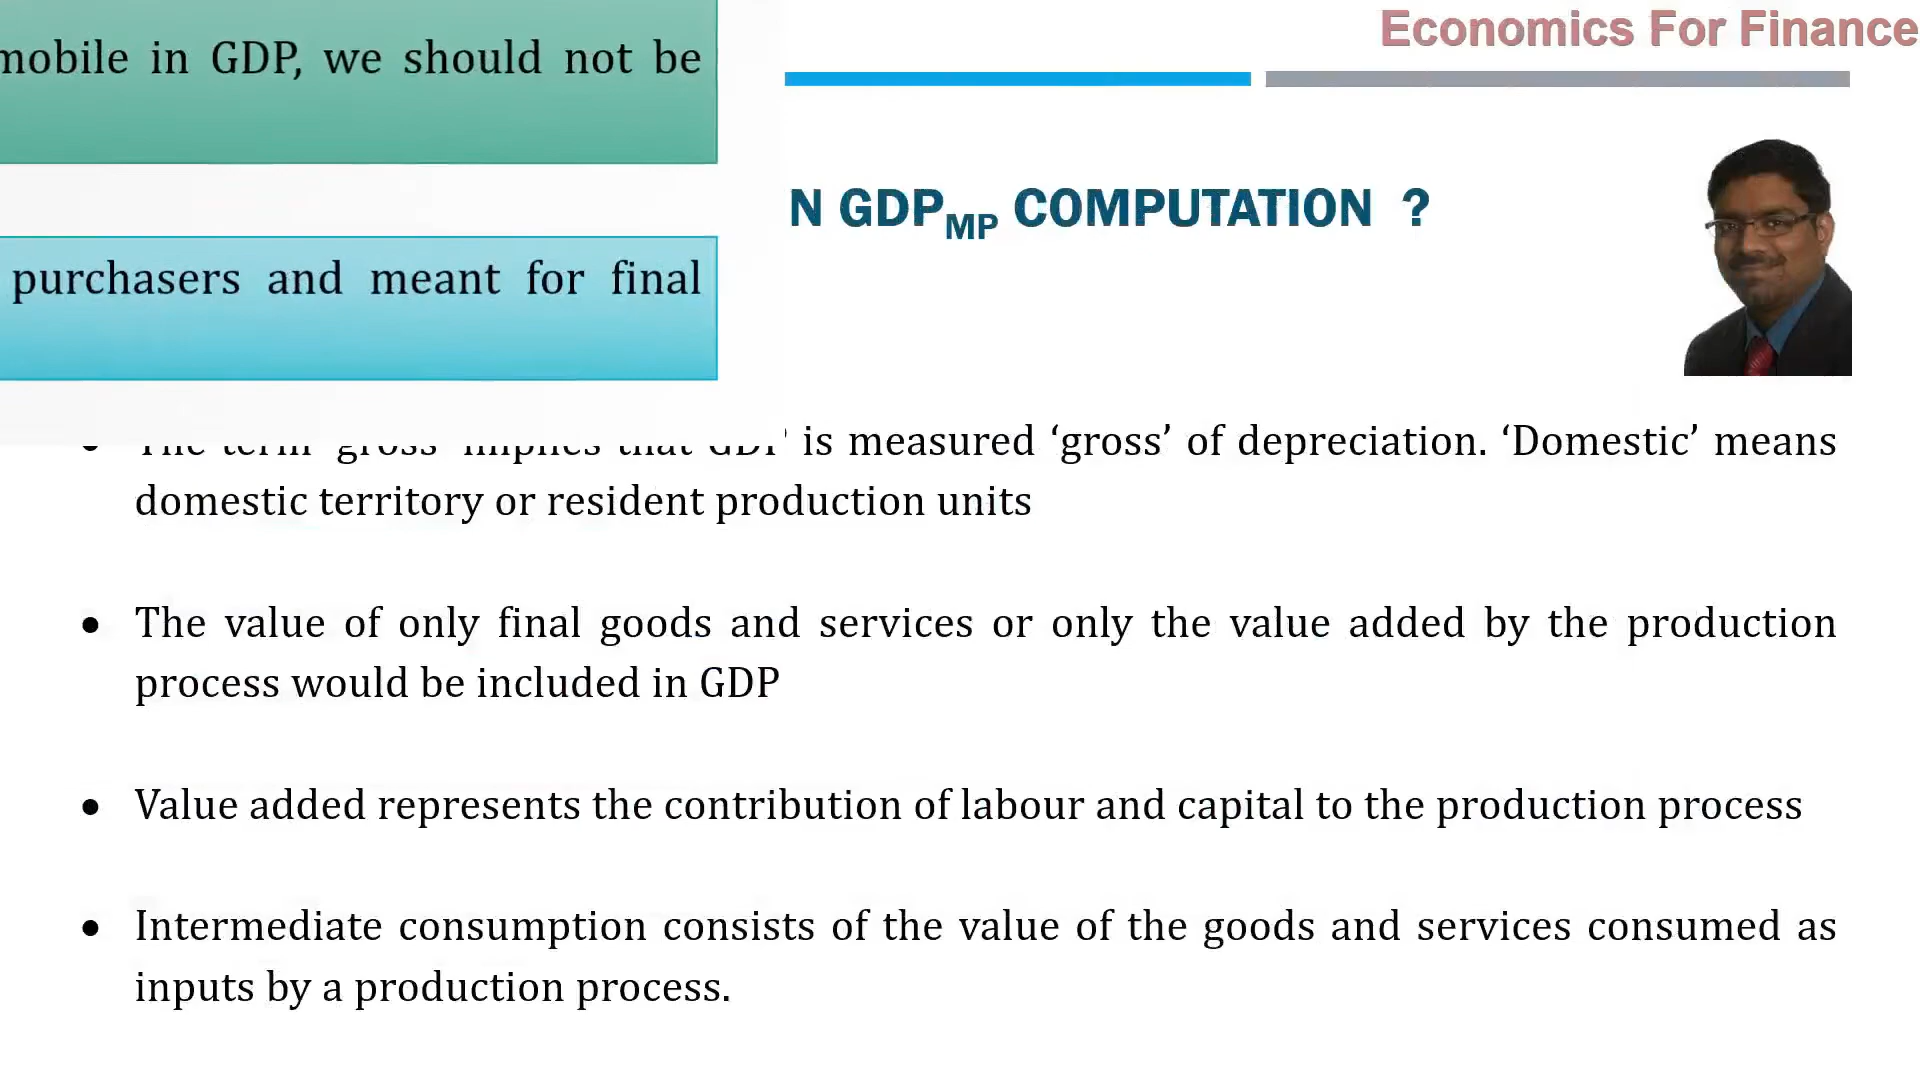 Economics For Finance
mobile in GDP, we should not be
N GDPMP COMPUTATION ?
purchasers and meant for final
The term ‘gross’ implies that GDP is measured ‘gross’ of depreciation. ‘Domestic’ means
domestic territory or resident production units
• The value of only final goods and services or only the value added by the production
process would be included in GDP
• Value added represents the contribution of labour and capital to the production process
• Intermediate consumption consists of the value of the goods and services consumed as
inputs by a production process.